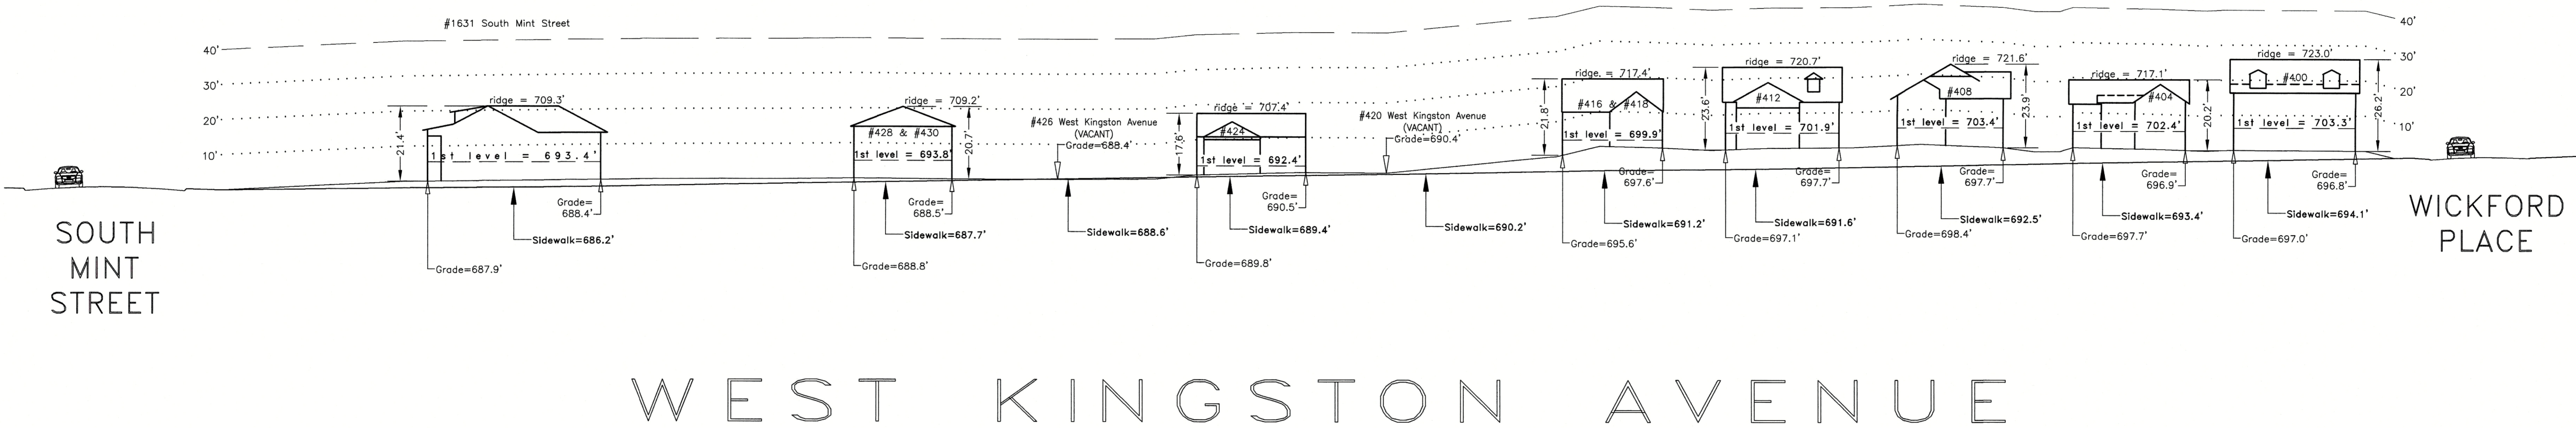 #1631 South Mint Street
40'
30'
20'
10'
40'
30'
20'
10'
ridge = 709.3'
21.4'
1st level = 693.4'
Grade=
688.4'
Sidewalk=686.2'
Grade=687.9'
ridge = 709.2'
#428 & #430
20.7'
1st level = 693.8'
Grade=
688.5'
Sidewalk=687.7'
Grade=688.8'
#426 West Kingston Avenue
(VACANT)
Grade=688.4'
Sidewalk=688.6'
ridge = 707.4'
17.6'
#424
1st level = 692.4'
Grade=
690.5'
Sidewalk=689.4'
Grade=689.8'
#420 West Kingston Avenue
(VACANT)
Grade=690.4'
Sidewalk=690.2'
ridge. = 717.4'
21.8'
#416 & #418
1st level = 699.9'
Grade=
697.6'
Sidewalk=691.2'
Grade=695.6'
ridge = 720.7'
23.6'
#412
1st level = 701.9'
Grade=
697.7'
Sidewalk=691.6'
Grade=697.1'
ridge = 721.6'
#408
23.9'
1st level = 703.4'
Grade=
697.7'
Sidewalk=692.5'
Grade=698.4'
ridge = 717.1'
#404
20.2'
1st level = 702.4'
Grade=
696.9'
Sidewalk=693.4'
Grade=697.7'
ridge = 723.0'
#400
26.2'
1st level = 703.3'
Grade=
696.8'
Sidewalk=694.1'
Grade=697.0'
SOUTH
MINT
STREET
WICKFORD
PLACE
WEST KINGSTON AVENUE